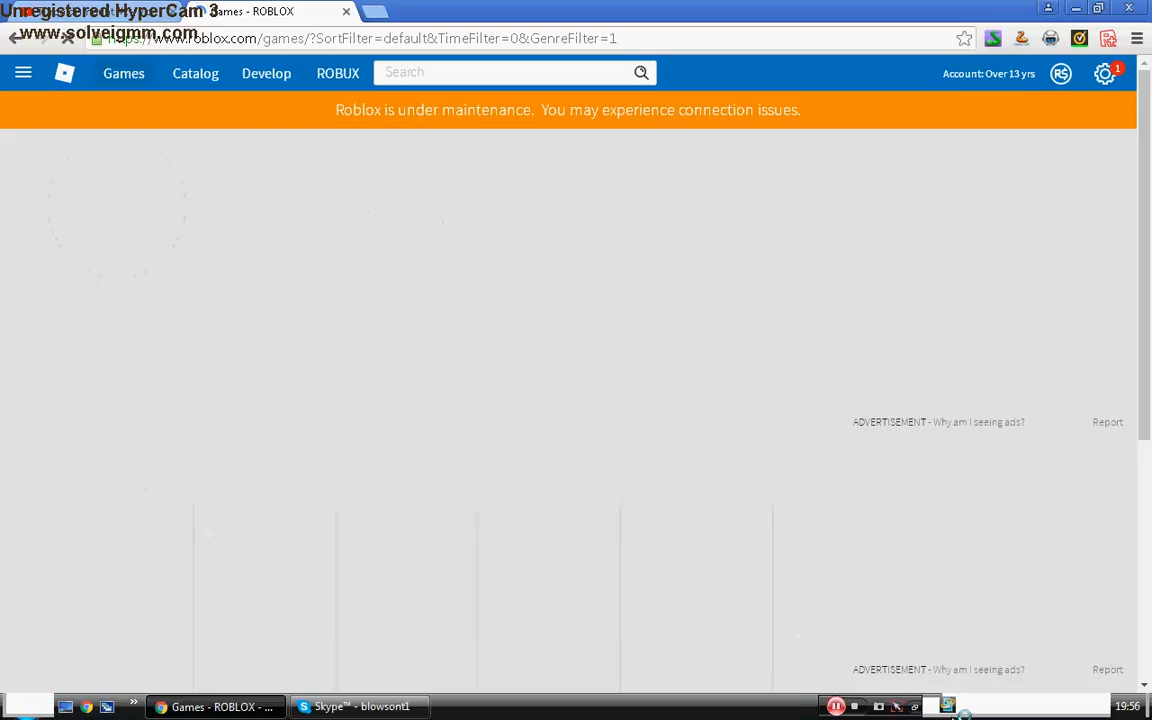 Unregistered HyperCam 3
www.solveigmm.com
Games - ROBLOX
https://www.roblox.com/games/?SortFilter=default&TimeFilter=0&GenreFilter=1
Games
Catalog
Develop
ROBUX
Search
Account: Over 13 yrs
R$
1
Roblox is under maintenance. You may experience connection issues.
ADVERTISEMENT - Why am I seeing ads?
Report
ADVERTISEMENT - Why am I seeing ads?
Report
Games - ROBLOX - ...
Skype™ - blowsont1
19:56